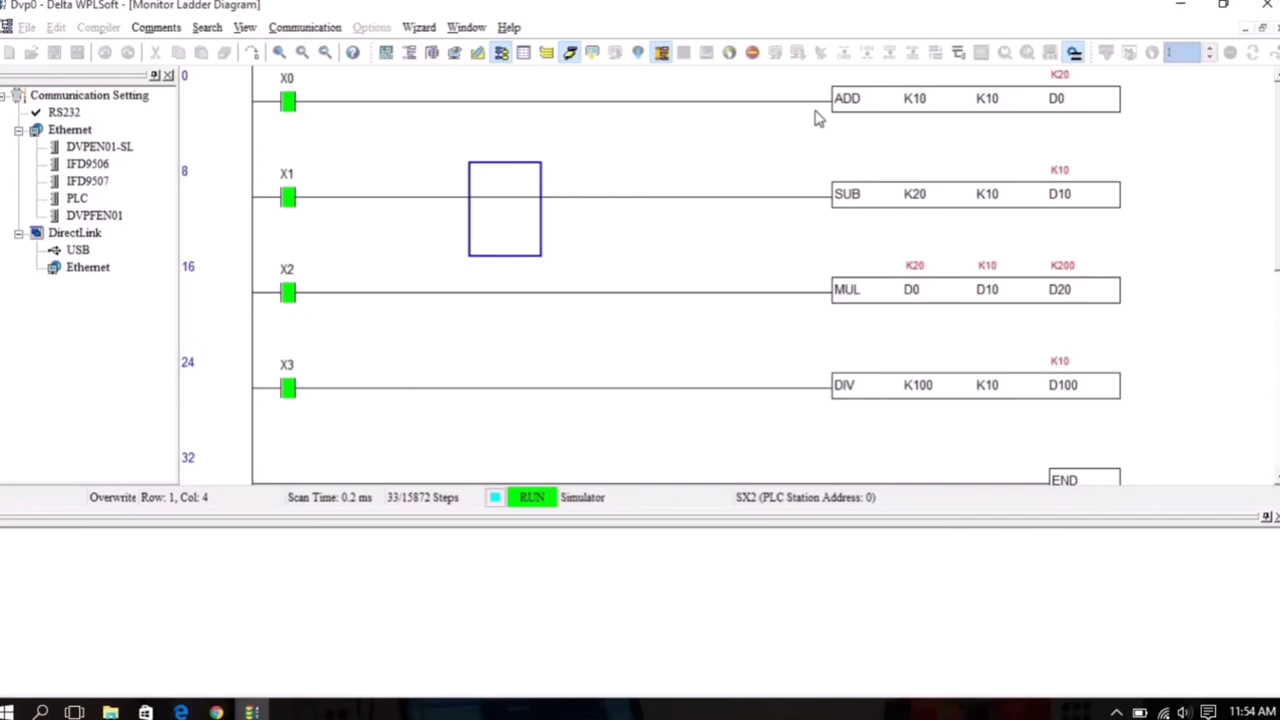 Dvp0 - Delta WPLSoft - [Monitor Ladder Diagram]
File Edit Compiler Comments Search View Communication Options Wizard Window Help
1
Communication Setting
RS232
Ethernet
DVPEN01-SL
IFD9506
IFD9507
PLC
DVPFEN01
DirectLink
USB
Ethernet
0
X0
K20
ADD K10 K10 D0
8
X1
K10
SUB K20 K10 D10
16
X2
K20 K10 K200
MUL D0 D10 D20
24
X3
K10
DIV K100 K10 D100
32
END
Overwrite Row: 1, Col: 4 Scan Time: 0.2 ms 33/15872 Steps RUN Simulator SX2 (PLC Station Address: 0)
11:54 AM